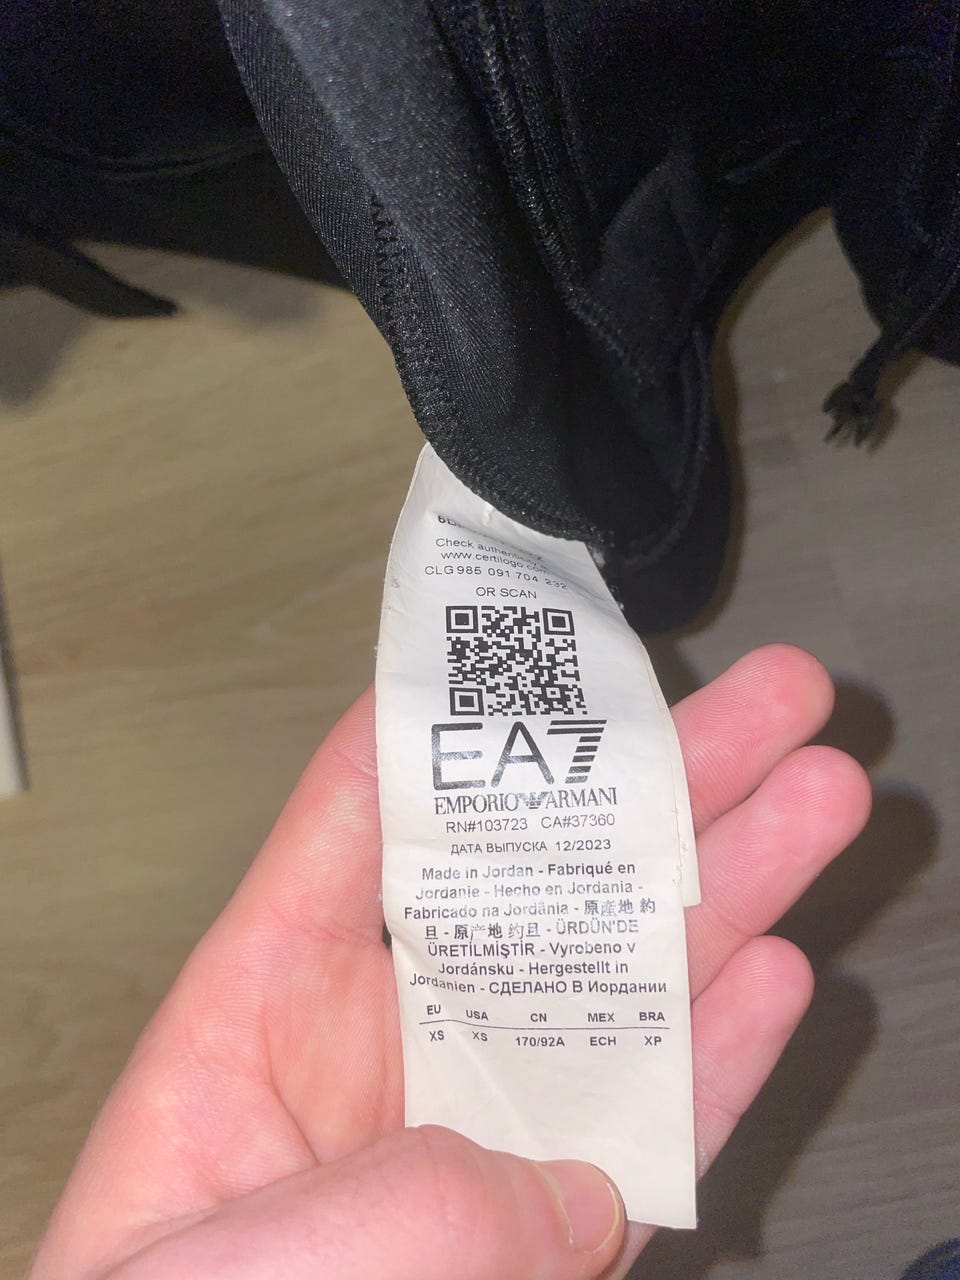 Check authenticity
www.certilogo.com
CLG 985 091 704 232
OR SCAN
EA7
EMPORIO ARMANI
RN#103723 CA#37360
ДАТА ВЫПУСКА 12/2023
Made in Jordan - Fabriqué en
Jordanie - Hecho en Jordania -
Fabricado na Jordânia - 原産地 約
旦 - 原产地 约旦 - ÜRDÜN'DE
ÜRETİLMİŞTİR - Vyrobeno v
Jordánsku - Hergestellt in
Jordanien - СДЕЛАНО В Иордании
EU USA CN MEX BRA
XS XS 170/92A ECH XP